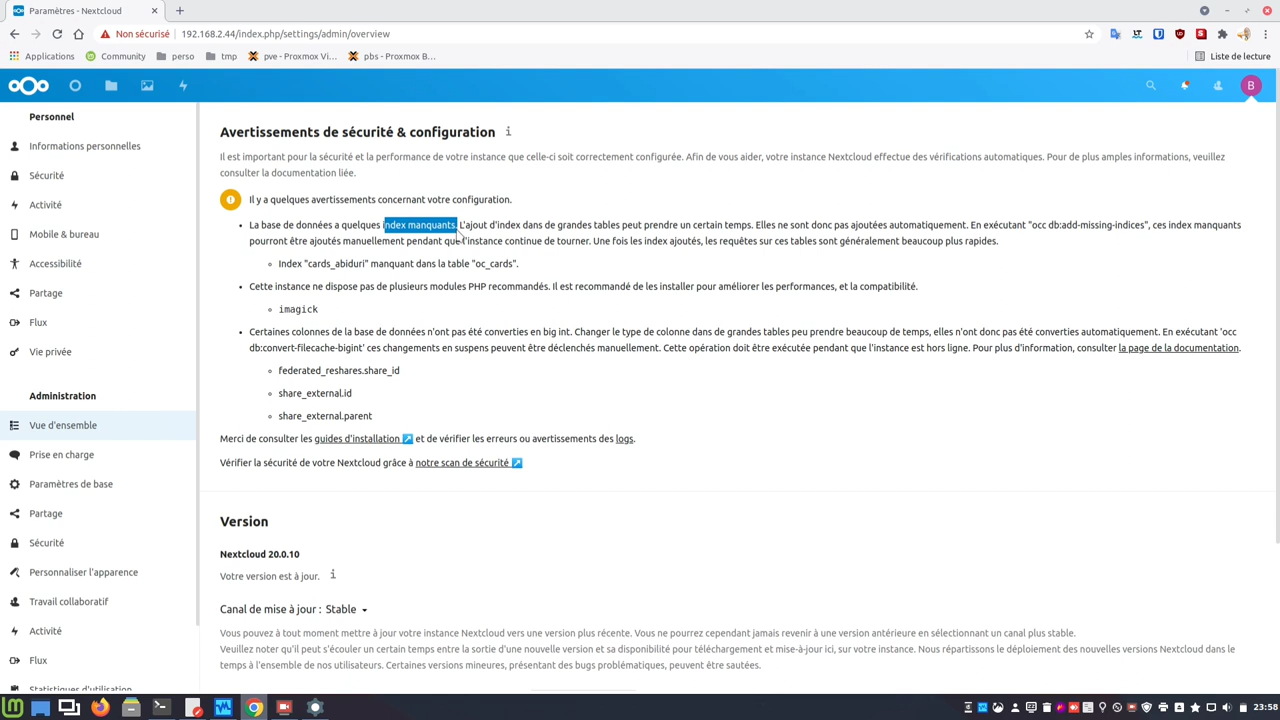 Paramètres - Nextcloud
Non sécurisé
192.168.2.44/index.php/settings/admin/overview
Applications
Community
perso
tmp
pve - Proxmox Vi...
pbs - Proxmox B...
Liste de lecture
B
Personnel
Informations personnelles
Sécurité
Activité
Mobile & bureau
Accessibilité
Partage
Flux
Vie privée
Administration
Vue d'ensemble
Prise en charge
Paramètres de base
Partage
Sécurité
Personnaliser l'apparence
Travail collaboratif
Activité
Flux
Statistiques d'utilisation
Avertissements de sécurité & configuration
Il est important pour la sécurité et la performance de votre instance que celle-ci soit correctement configurée. Afin de vous aider, votre instance Nextcloud effectue des vérifications automatiques. Pour de plus amples informations, veuillez
consulter la documentation liée.
Il y a quelques avertissements concernant votre configuration.
• La base de données a quelques index manquants. L'ajout d'index dans de grandes tables peut prendre un certain temps. Elles ne sont donc pas ajoutées automatiquement. En exécutant "occ db:add-missing-indices", ces index manquants
pourront être ajoutés manuellement pendant que l'instance continue de tourner. Une fois les index ajoutés, les requêtes sur ces tables sont généralement beaucoup plus rapides.
Index "cards_abiduri" manquant dans la table "oc_cards".
• Cette instance ne dispose pas de plusieurs modules PHP recommandés. Il est recommandé de les installer pour améliorer les performances, et la compatibilité.
imagick
• Certaines colonnes de la base de données n'ont pas été converties en big int. Changer le type de colonne dans de grandes tables peu prendre beaucoup de temps, elles n'ont donc pas été converties automatiquement. En exécutant 'occ
db:convert-filecache-bigint' ces changements en suspens peuvent être déclenchés manuellement. Cette opération doit être exécutée pendant que l'instance est hors ligne. Pour plus d'information, consulter la page de la documentation.
federated_reshares.share_id
share_external.id
share_external.parent
Merci de consulter les guides d'installation ↗ et de vérifier les erreurs ou avertissements des logs.
Vérifier la sécurité de votre Nextcloud grâce à notre scan de sécurité ↗
Version
Nextcloud 20.0.10
Votre version est à jour.
Canal de mise à jour : Stable
Vous pouvez à tout moment mettre à jour votre instance Nextcloud vers une version plus récente. Vous ne pourrez cependant jamais revenir à une version antérieure en sélectionnant un canal plus stable.
Veuillez noter qu'il peut s'écouler un certain temps entre la sortie d'une nouvelle version et sa disponibilité pour téléchargement et mise-à-jour ici, sur votre instance. Nous répartissons le déploiement des nouvelles versions Nextcloud dans le
temps à l'ensemble de nos utilisateurs. Certaines versions mineures, présentant des bugs problématiques, peuvent être sautées.
23:58